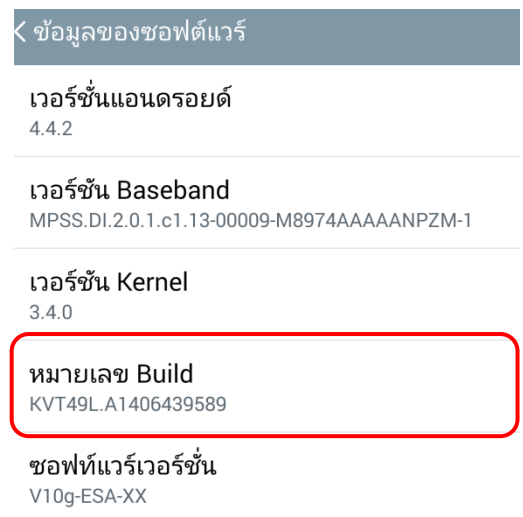 ข้อมูลของซอฟต์แวร์
เวอร์ชั่นแอนดรอยด์
4.4.2
เวอร์ชัน Baseband
MPSS.DI.2.0.1.c1.13-00009-M8974AAAAANPZM-1
เวอร์ชัน Kernel
3.4.0
หมายเลข Build
KVT49L.A1406439589
ซอฟท์แวร์เวอร์ชั่น
V10g-ESA-XX